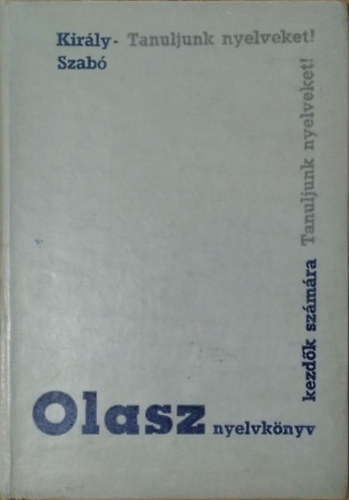 Király- Tanuljunk nyelveket!
Szabó
Tanuljunk nyelveket!
kezdők számára
Olasz nyelvkönyv